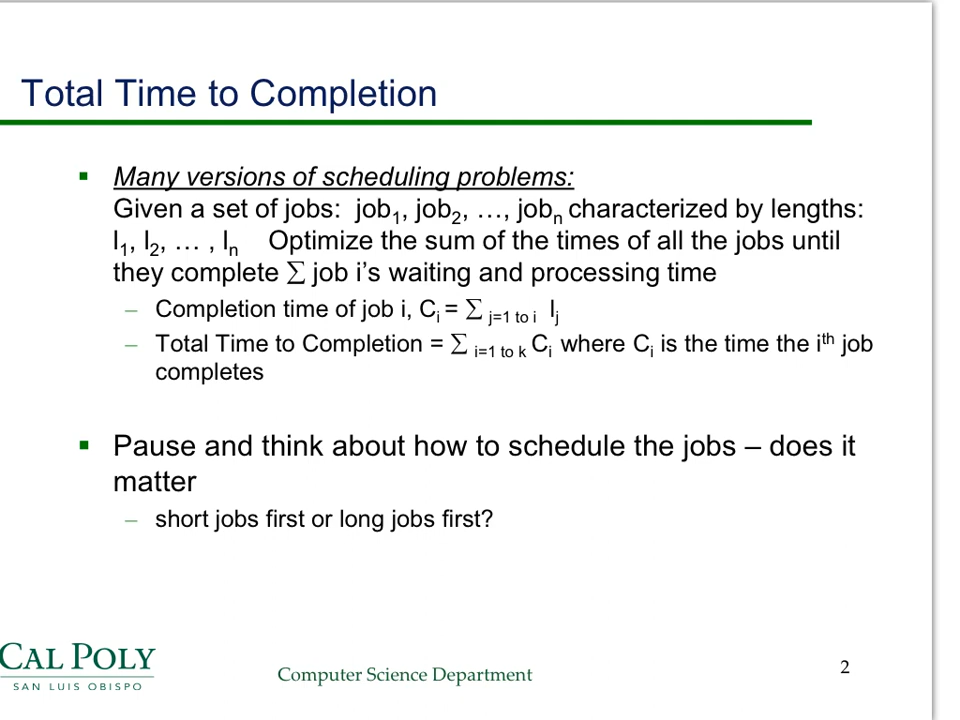 Total Time to Completion
▪ Many versions of scheduling problems:
Given a set of jobs: job₁, job₂, …, jobₙ characterized by lengths:
l₁, l₂, … , lₙ Optimize the sum of the times of all the jobs until
they complete ∑ job i’s waiting and processing time
– Completion time of job i, Cᵢ = ∑ j=1 to i lⱼ
– Total Time to Completion = ∑ i=1 to k Cᵢ where Cᵢ is the time the iᵗʰ job
completes
▪ Pause and think about how to schedule the jobs – does it
matter
– short jobs first or long jobs first?
CAL POLY
SAN LUIS OBISPO
Computer Science Department
2